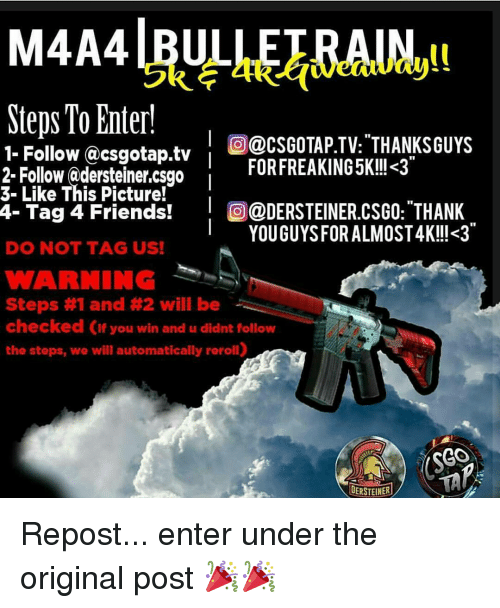 M4A4 | BULLET RAIN
5k & 4k Giveaway!!
Steps To Enter!
1- Follow @csgotap.tv
2- Follow @dersteiner.csgo
3- Like This Picture!
4- Tag 4 Friends!
@CSGOTAP.TV: "THANKS GUYS
FOR FREAKING 5K!!! <3"
@DERSTEINER.CSGO: "THANK
YOU GUYS FOR ALMOST 4K!!! <3"
DO NOT TAG US!
WARNING
Steps #1 and #2 will be
checked (If you win and u didnt follow
the steps, we will automatically reroll)
DERSTEINER
CSGO
TAP
Repost... enter under the
original post 🎉🎉